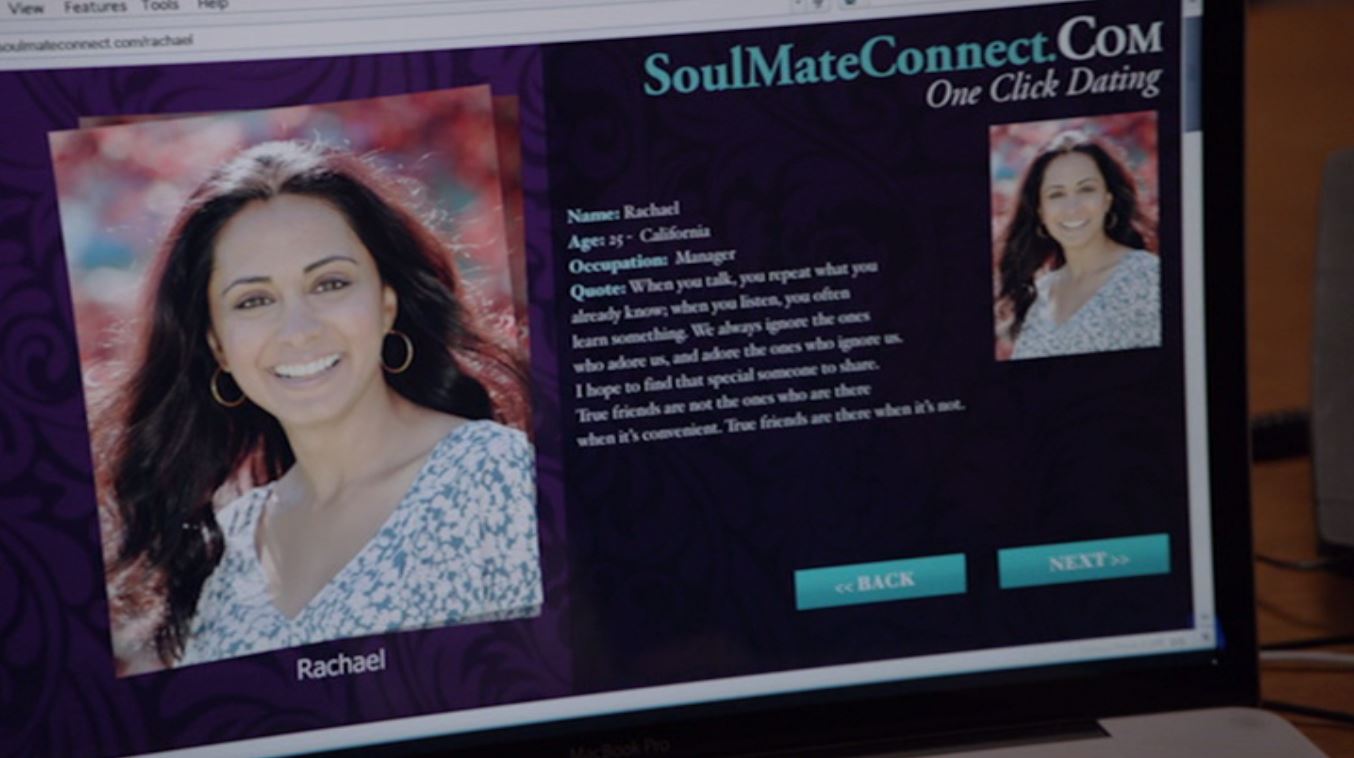 View Features Tools Help
soulmateconnect.com/rachael
SoulMateConnect.Com
One Click Dating
Name: Rachael
Age: 25 - California
Occupation: Manager
Quote: When you talk, you repeat what you
already know; when you listen, you often
learn something. We always ignore the ones
who adore us, and adore the ones who ignore us.
I hope to find that special someone to share.
True friends are not the ones who are there
when it's convenient. True friends are there when it's not.
<< BACK
NEXT >>
Rachael
MacBook Pro